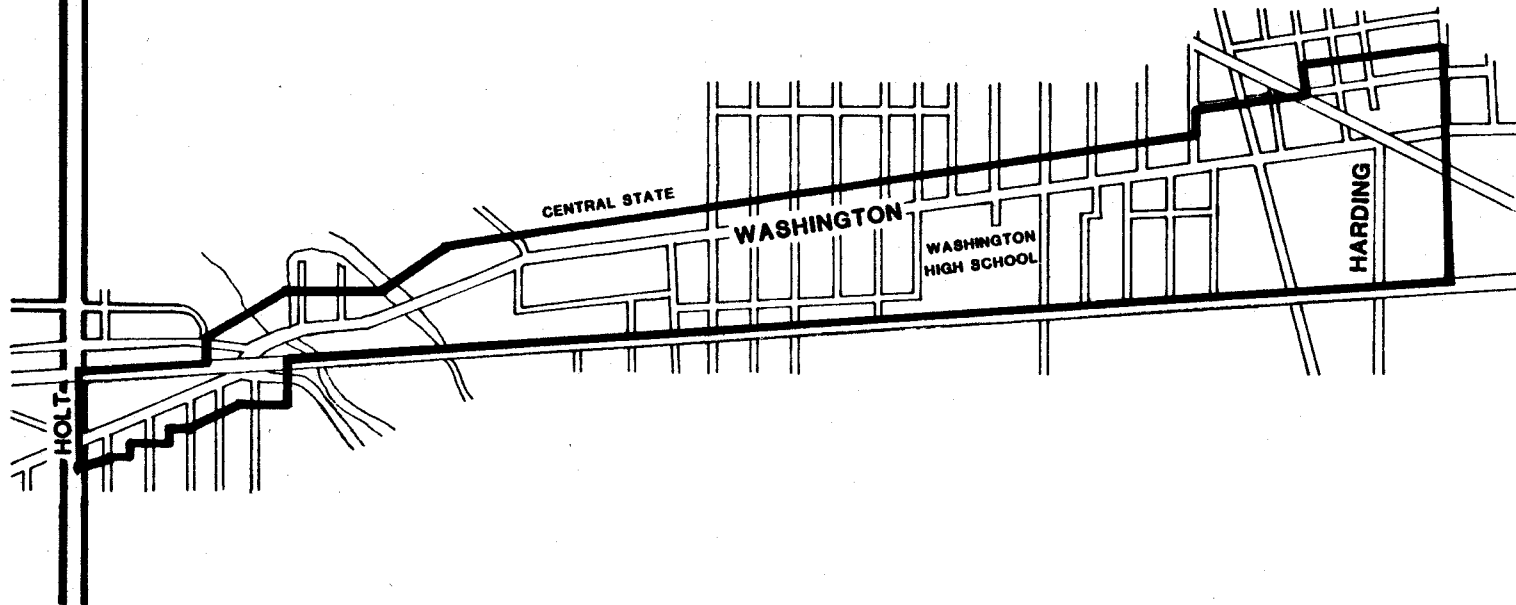 CENTRAL STATE
WASHINGTON
WASHINGTON
HIGH SCHOOL
HARDING
HOLT